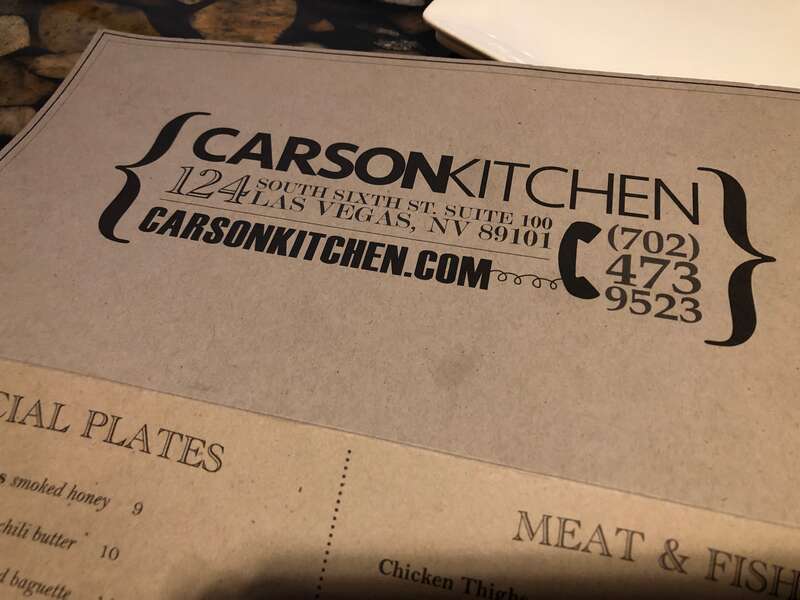 CARSONKITCHEN
124 SOUTH SIXTH ST. SUITE 100
LAS VEGAS, NV 89101
CARSONKITCHEN.COM
(702)
473
9523
CIAL PLATES
smoked honey 9
chili butter 10
baguette
MEAT & FISH
Chicken Thighs